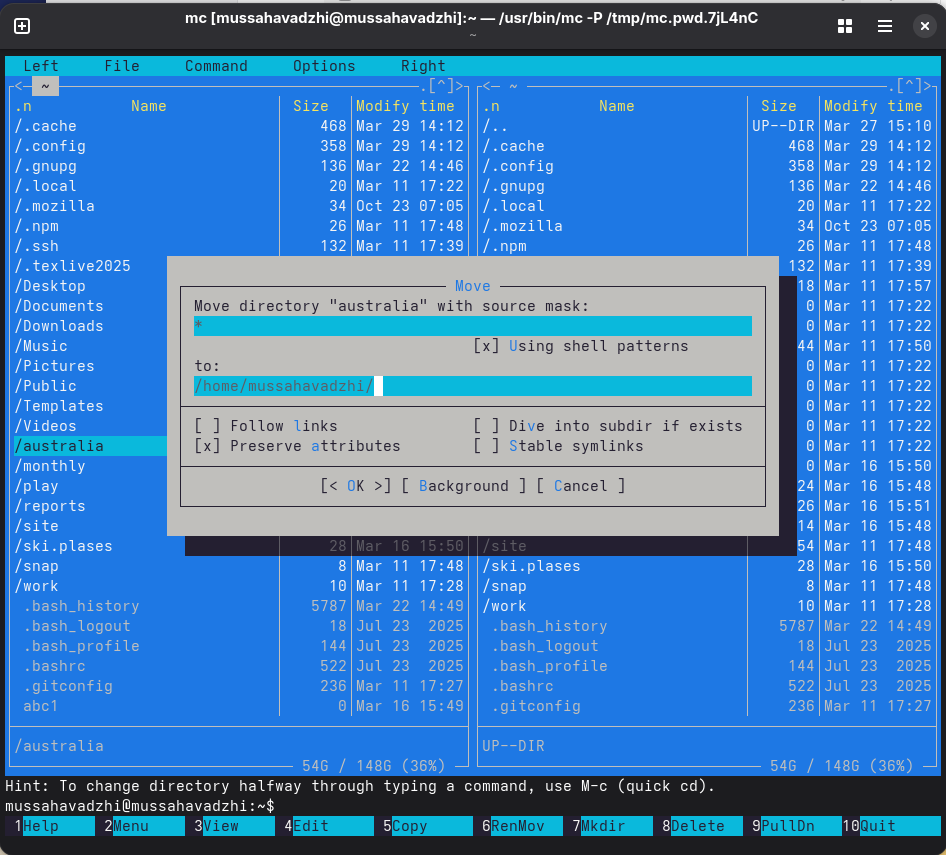 mc [mussahavadzhi@mussahavadzhi]:~ — /usr/bin/mc -P /tmp/mc.pwd.7jL4nC
~
Left File Command Options Right
<─ ~ .[^]> <─ ~ .[^]>
.n Name Size Modify time .n Name Size Modify time
/.cache 468 Mar 29 14:12 /.. UP--DIR Mar 27 15:10
/.config 358 Mar 29 14:12 /.cache 468 Mar 29 14:12
/.gnupg 136 Mar 22 14:46 /.config 358 Mar 29 14:12
/.local 20 Mar 11 17:22 /.gnupg 136 Mar 22 14:46
/.mozilla 34 Oct 23 07:05 /.local 20 Mar 11 17:22
/.npm 26 Mar 11 17:48 /.mozilla 34 Oct 23 07:05
/.ssh 132 Mar 11 17:39 /.npm 26 Mar 11 17:48
/.texlive2025 132 Mar 11 17:39
/Desktop Move 18 Mar 11 17:57
/Documents Move directory "australia" with source mask: 0 Mar 11 17:22
/Downloads * 0 Mar 11 17:22
/Music [x] Using shell patterns 44 Mar 11 17:50
/Pictures to: 0 Mar 11 17:22
/Public /home/mussahavadzhi/ 0 Mar 11 17:22
/Templates 0 Mar 11 17:22
/Videos [ ] Follow links [ ] Dive into subdir if exists 0 Mar 11 17:22
/australia [x] Preserve attributes [ ] Stable symlinks 0 Mar 11 17:22
/monthly 0 Mar 16 15:50
/play [< OK >] [ Background ] [ Cancel ] 24 Mar 16 15:48
/reports 26 Mar 16 15:51
/site 14 Mar 16 15:48
/ski.plases 28 Mar 16 15:50 /site 54 Mar 11 17:48
/snap 8 Mar 11 17:48 /ski.plases 28 Mar 16 15:50
/work 10 Mar 11 17:28 /snap 8 Mar 11 17:48
.bash_history 5787 Mar 22 14:49 /work 10 Mar 11 17:28
.bash_logout 18 Jul 23 2025 .bash_history 5787 Mar 22 14:49
.bash_profile 144 Jul 23 2025 .bash_logout 18 Jul 23 2025
.bashrc 522 Jul 23 2025 .bash_profile 144 Jul 23 2025
.gitconfig 236 Mar 11 17:27 .bashrc 522 Jul 23 2025
abc1 0 Mar 16 15:49 .gitconfig 236 Mar 11 17:27
/australia UP--DIR
54G / 148G (36%) 54G / 148G (36%)
Hint: To change directory halfway through typing a command, use M-c (quick cd).
mussahavadzhi@mussahavadzhi:~$
1Help 2Menu 3View 4Edit 5Copy 6RenMov 7Mkdir 8Delete 9PullDn 10Quit